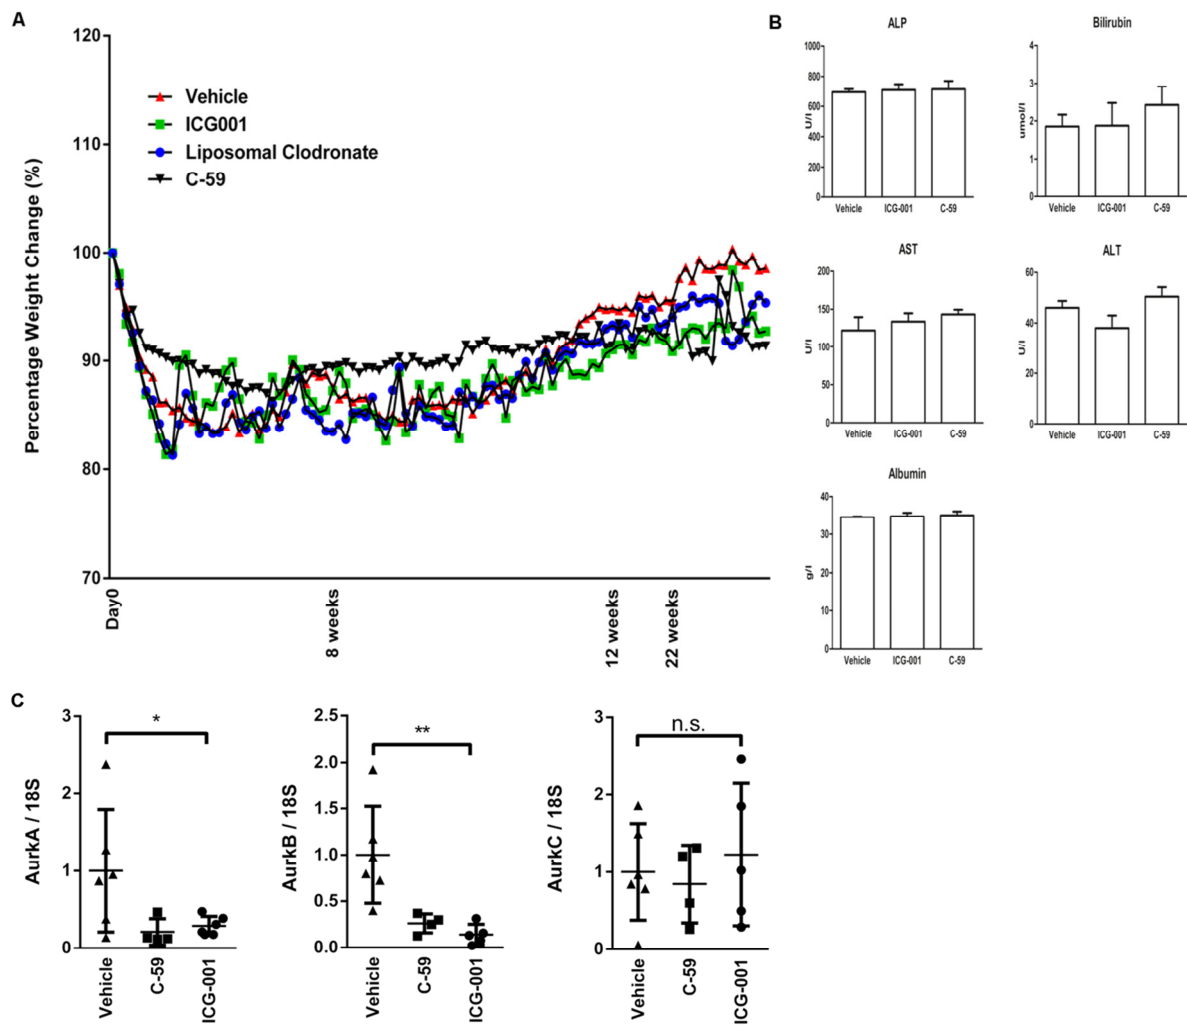 A
120
110
100
90
80
70
Percentage Weight Change (%)
Vehicle
ICG001
Liposomal Clodronate
C-59
Day0
8 weeks
12 weeks
22 weeks
B
ALP
1000
800
600
400
200
0
U/l
Vehicle
ICG-001
C-59
Bilirubin
4
3
2
1
0
umol/l
Vehicle
ICG-001
C-59
AST
200
150
100
50
0
U/l
Vehicle
ICG-001
C-59
ALT
60
40
20
0
U/l
Vehicle
ICG-001
C-59
Albumin
40
30
20
10
0
g/l
Vehicle
ICG-001
C-59
C
AurkA / 18S
3
2
1
0
*
Vehicle
C-59
ICG-001
AurkB / 18S
2.5
2.0
1.5
1.0
0.5
0.0
**
Vehicle
C-59
ICG-001
AurkC / 18S
3
2
1
0
n.s.
Vehicle
C-59
ICG-001